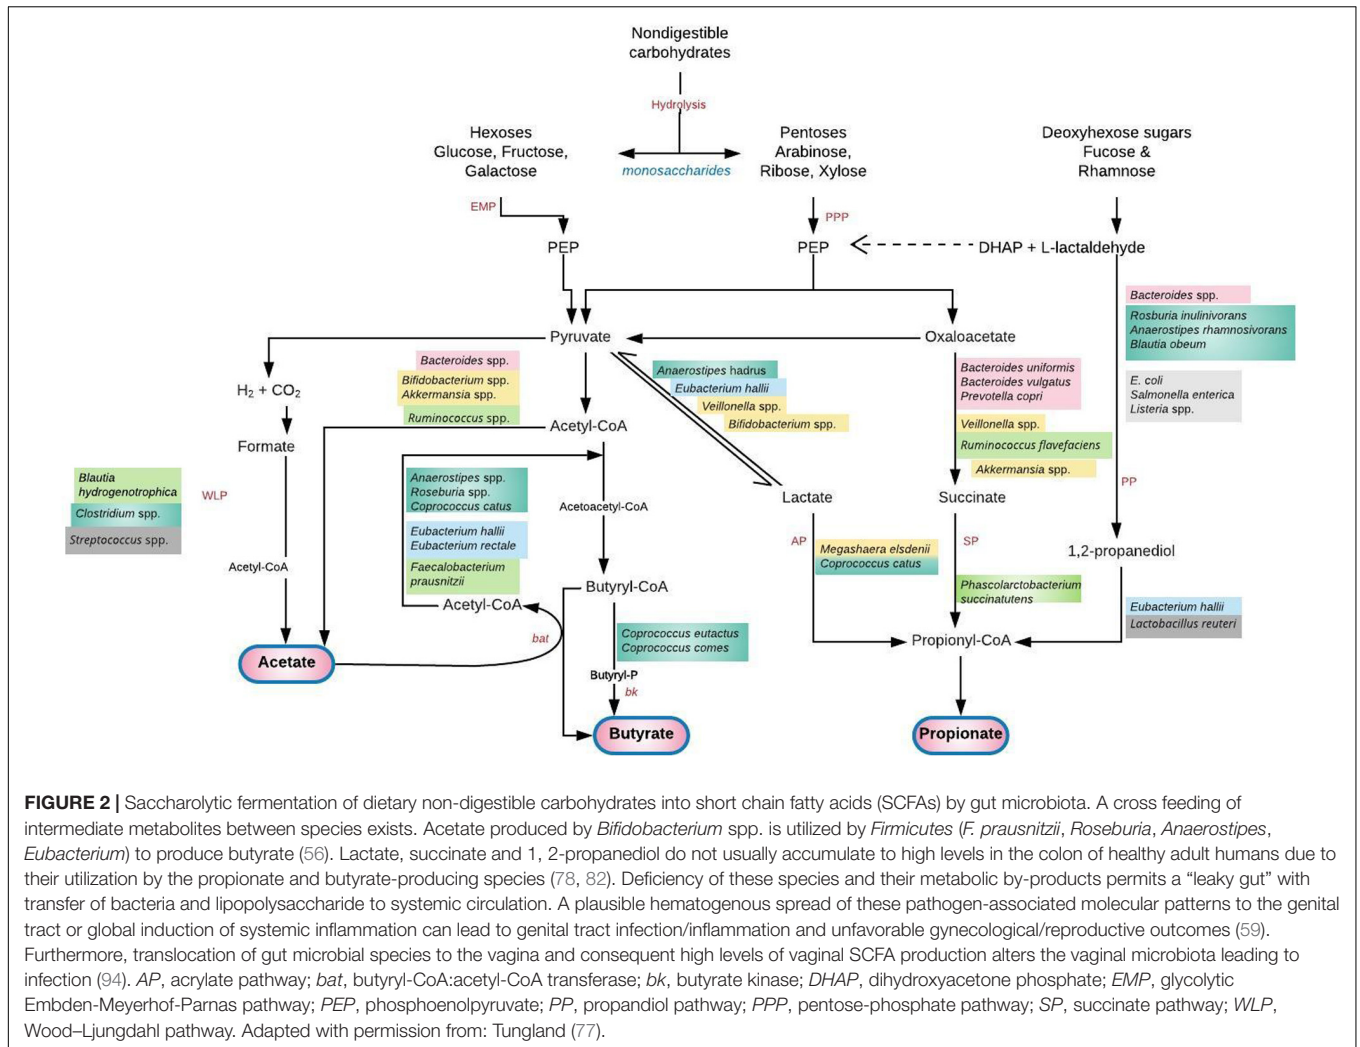 Nondigestible
carbohydrates
Hydrolysis
Hexoses
Glucose, Fructose,
Galactose
monosaccharides
Pentoses
Arabinose,
Ribose, Xylose
Deoxyhexose sugars
Fucose &
Rhamnose
EMP
PPP
PEP
PEP
DHAP + L-lactaldehyde
Bacteroides spp.
Rosburia inulinivorans
Anaerostipes rhamnosivorans
Blautia obeum
E. coli
Salmonella enterica
Listeria spp.
Pyruvate
Oxaloacetate
H₂ + CO₂
Bacteroides spp.
Bifidobacterium spp.
Akkermansia spp.
Ruminococcus spp.
Anaerostipes hadrus
Eubacterium hallii
Veillonella spp.
Bifidobacterium spp.
Bacteroides uniformis
Bacteroides vulgatus
Prevotella copri
Veillonella spp.
Ruminococcus flavefaciens
Akkermansia spp.
Formate
Acetyl-CoA
Blautia
hydrogenotrophica
Clostridium spp.
Streptococcus spp.
WLP
Anaerostipes spp.
Roseburia spp.
Coprococcus catus
Eubacterium hallii
Eubacterium rectale
Faecalobacterium
prausnitzii
Acetoacetyl-CoA
Lactate
Succinate
PP
AP
Megashaera elsdenii
Coprococcus catus
SP
1,2-propanediol
Acetyl-CoA
Acetyl-CoA
Butyryl-CoA
Phascolarctobacterium
succinatutens
Eubacterium hallii
Lactobacillus reuteri
bat
Coprococcus eutactus
Coprococcus comes
Propionyl-CoA
Acetate
Butyryl-P
bk
Butyrate
Propionate
FIGURE 2 | Saccharolytic fermentation of dietary non-digestible carbohydrates into short chain fatty acids (SCFAs) by gut microbiota. A cross feeding of
intermediate metabolites between species exists. Acetate produced by Bifidobacterium spp. is utilized by Firmicutes (F. prausnitzii, Roseburia, Anaerostipes,
Eubacterium) to produce butyrate (56). Lactate, succinate and 1, 2-propanediol do not usually accumulate to high levels in the colon of healthy adult humans due to
their utilization by the propionate and butyrate-producing species (78, 82). Deficiency of these species and their metabolic by-products permits a “leaky gut” with
transfer of bacteria and lipopolysaccharide to systemic circulation. A plausible hematogenous spread of these pathogen-associated molecular patterns to the genital
tract or global induction of systemic inflammation can lead to genital tract infection/inflammation and unfavorable gynecological/reproductive outcomes (59).
Furthermore, translocation of gut microbial species to the vagina and consequent high levels of vaginal SCFA production alters the vaginal microbiota leading to
infection (94). AP, acrylate pathway; bat, butyryl-CoA:acetyl-CoA transferase; bk, butyrate kinase; DHAP, dihydroxyacetone phosphate; EMP, glycolytic
Embden-Meyerhof-Parnas pathway; PEP, phosphoenolpyruvate; PP, propandiol pathway; PPP, pentose-phosphate pathway; SP, succinate pathway; WLP,
Wood–Ljungdahl pathway. Adapted with permission from: Tungland (77).